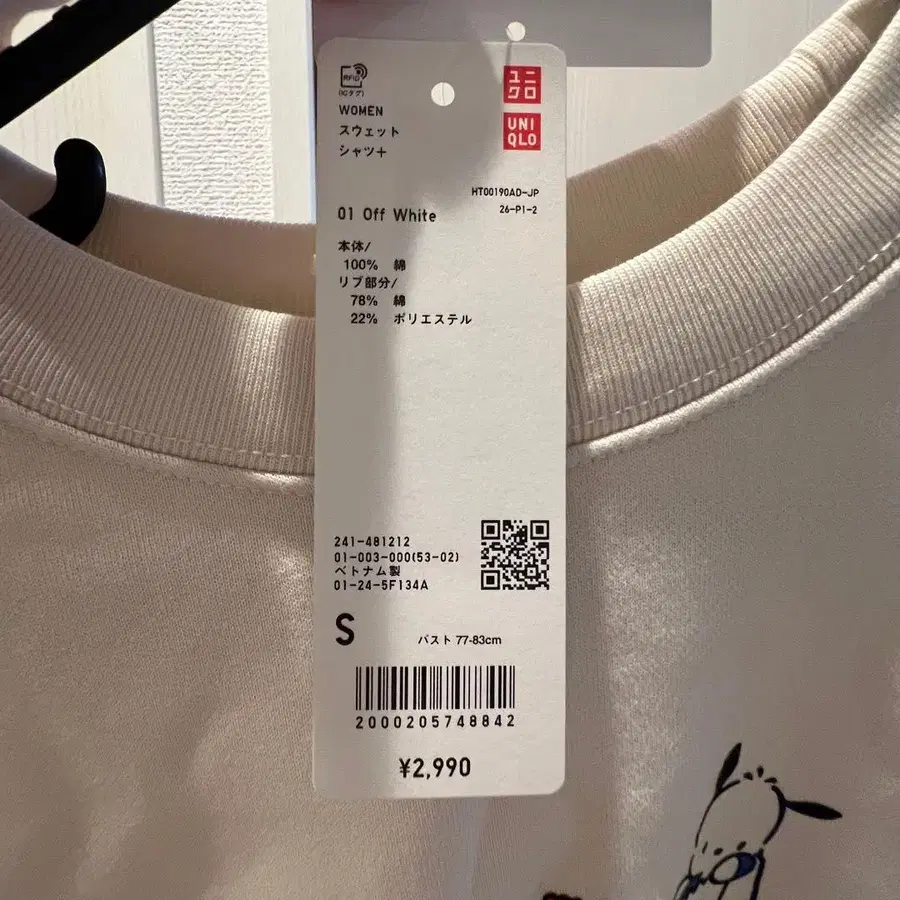 RFID
(ICタグ)
WOMEN
スウェット
シャツ+
ユニ
クロ
UNI
QLO
HT00190AD-JP
26-P1-2
01 Off White
本体/
100% 綿
リブ部分/
78% 綿
22% ポリエステル
241-481212
01-003-000(53-02)
ベトナム製
01-24-5F134A
S
バスト 77-83cm
2000205748842
¥2,990